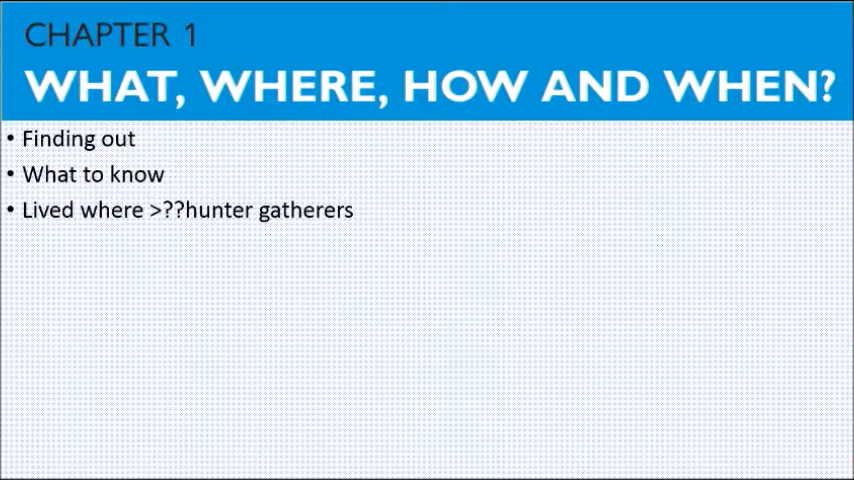 CHAPTER 1
WHAT, WHERE, HOW AND WHEN?
• Finding out
• What to know
• Lived where >??hunter gatherers